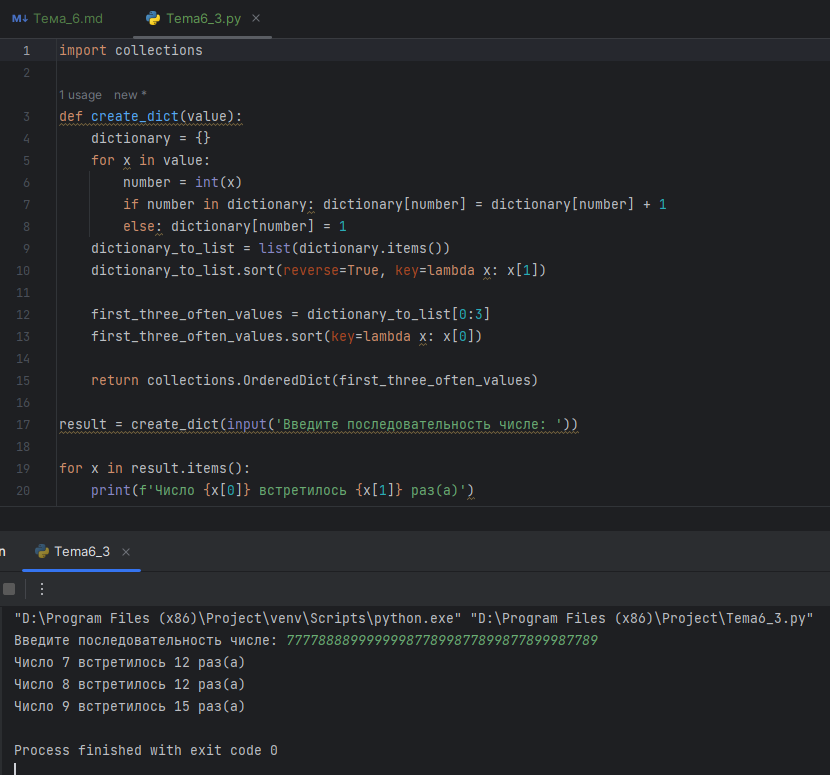 M↓ Тема_6.md Tema6_3.py ×
1 import collections
2
1 usage new *
3 def create_dict(value):
4 dictionary = {}
5 for x in value:
6 number = int(x)
7 if number in dictionary: dictionary[number] = dictionary[number] + 1
8 else: dictionary[number] = 1
9 dictionary_to_list = list(dictionary.items())
10 dictionary_to_list.sort(reverse=True, key=lambda x: x[1])
11
12 first_three_often_values = dictionary_to_list[0:3]
13 first_three_often_values.sort(key=lambda x: x[0])
14
15 return collections.OrderedDict(first_three_often_values)
16
17 result = create_dict(input('Введите последовательность числе: '))
18
19 for x in result.items():
20 print(f'Число {x[0]} встретилось {x[1]} раз(а)')
n Tema6_3 ×
"D:\Program Files (x86)\Project\venv\Scripts\python.exe" "D:\Program Files (x86)\Project\Tema6_3.py"
Введите последовательность числе: 777788889999999877899877899877899987789
Число 7 встретилось 12 раз(а)
Число 8 встретилось 12 раз(а)
Число 9 встретилось 15 раз(а)
Process finished with exit code 0